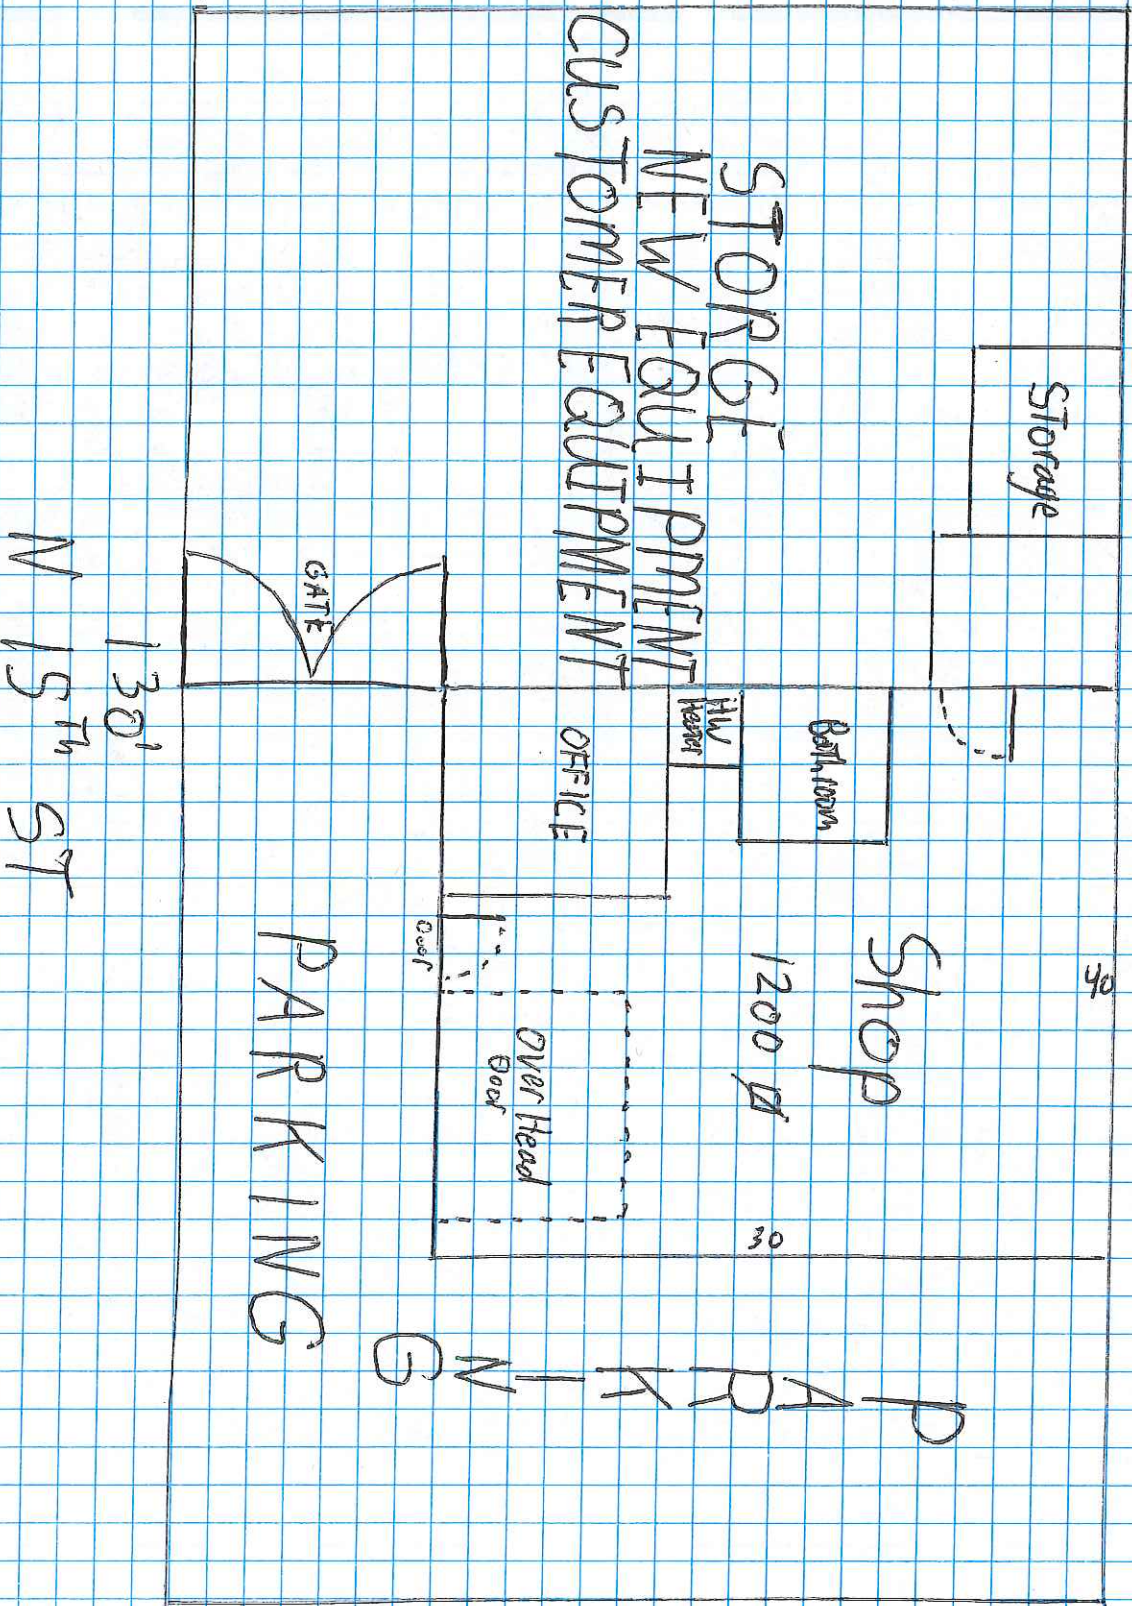 Storage
STORGE
NEW EQUIPMENT
CUSTOMER EQUIPMENT
GATE
40
Shop
1200
30
Bathroom
HW
Heater
OFFICE
Door
Over Head
Door
PARKING
PARKING
130'
N 15Th ST